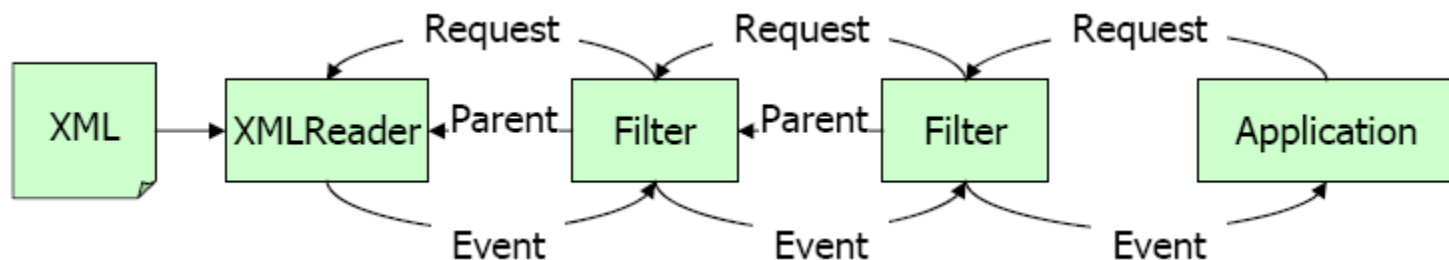 Request Request Request
XML XMLReader Parent Filter Parent Filter Application
Event Event Event